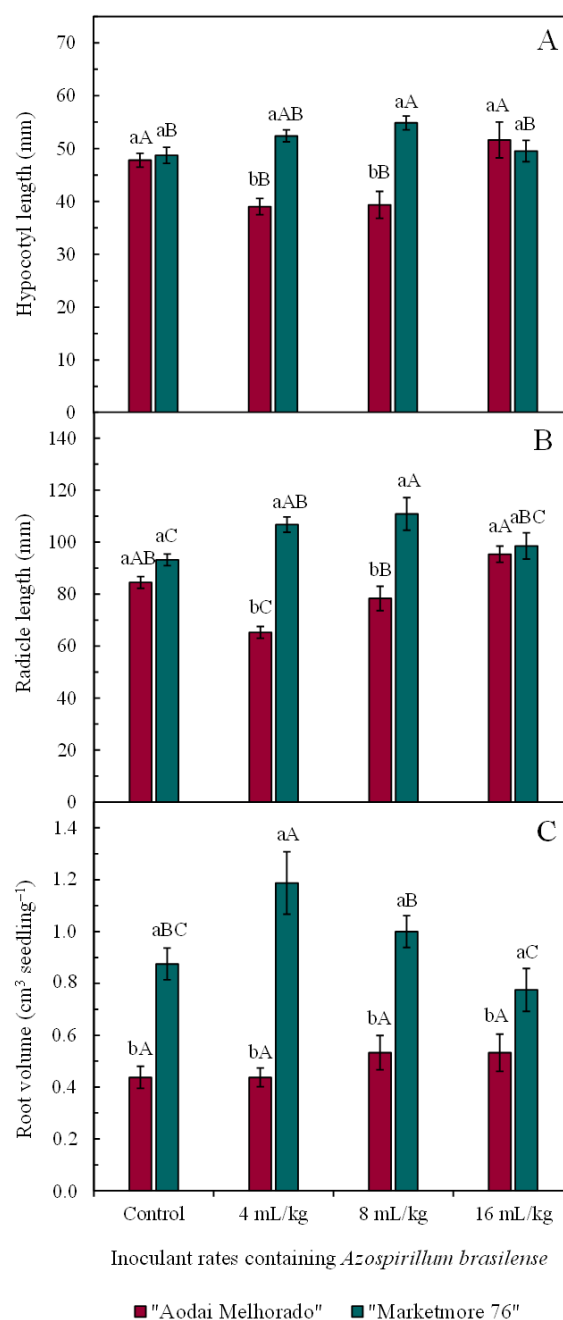 A
Hypocotyl length (mm)
70
60
50
40
30
20
10
0
aA
aB
bB
aAB
bB
aA
aA
aB
B
Radicle length (mm)
140
120
100
80
60
40
20
0
aAB
aC
bC
aAB
bB
aA
aA
aBC
C
Root volume (cm³ seedling⁻¹)
1.4
1.2
1.0
0.8
0.6
0.4
0.2
0.0
bA
aBC
bA
aA
bA
aB
bA
aC
Control 4 mL/kg 8 mL/kg 16 mL/kg
Inoculant rates containing Azospirillum brasilense
"Aodai Melhorado" "Marketmore 76"